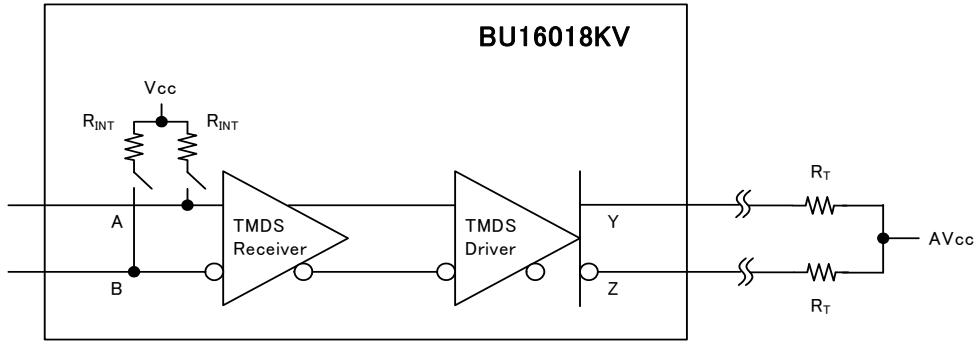 BU16018KV
Vcc
RINT RINT
RT
A
TMDS
Receiver
TMDS
Driver
Y
AVcc
B
Z
RT